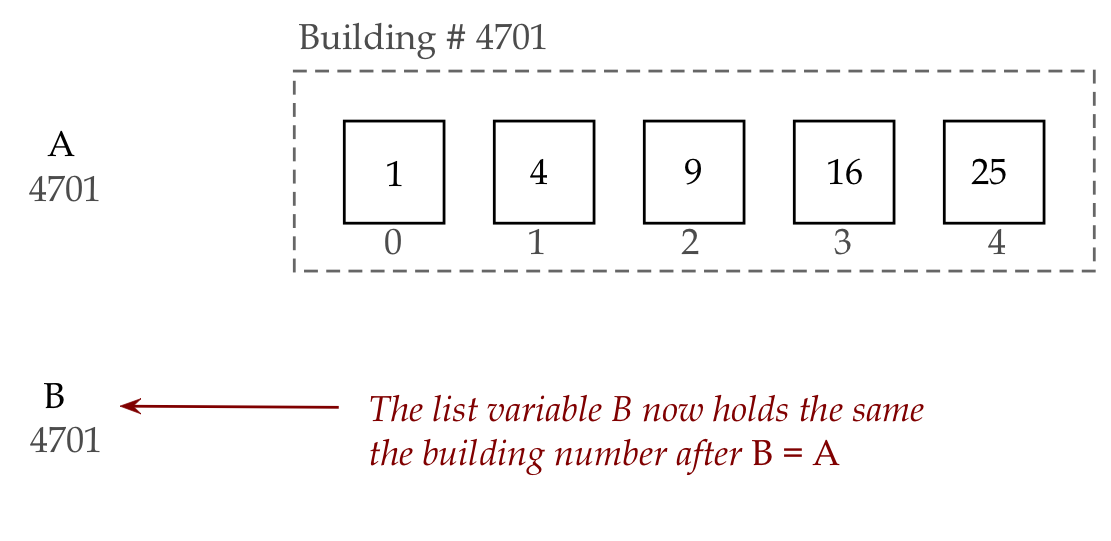 Building # 4701
A
4701
1 4 9 16 25
0 1 2 3 4
B
4701
The list variable B now holds the same
the building number after B = A